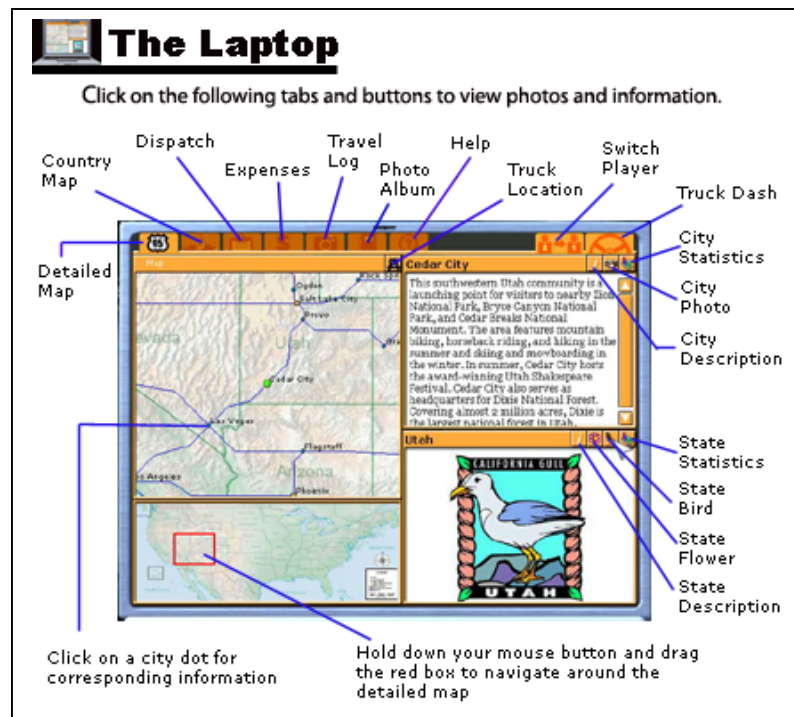 The Laptop
Click on the following tabs and buttons to view photos and information.
Dispatch
Travel
Log
Help
Switch
Player
Country
Map
Expenses
Photo
Album
Truck
Location
Truck Dash
City
Statistics
Detailed
Map
City
Photo
City
Description
15
Map
Cedar City
Ogden
Salt Lake City
Provo
Utah
Cedar City
Las Vegas
Flagstaff
Arizona
Phoenix
This southwestern Utah community is a
launching point for visitors to nearby Zion
National Park, Bryce Canyon National
Park, and Cedar Breaks National
Monument. The area features mountain
biking, horseback riding, and hiking in the
summer and skiing and snowboarding in
the winter. In summer, Cedar City hosts
the award-winning Utah Shakespeare
Festival. Cedar City also serves as
headquarters for Dixie National Forest.
Covering almost 2 million acres, Dixie is
the largest national forest in Utah.
Utah
CALIFORNIA GULL
UTAH
State
Statistics
State
Bird
State
Flower
State
Description
Click on a city dot for
corresponding information
Hold down your mouse button and drag
the red box to navigate around the
detailed map